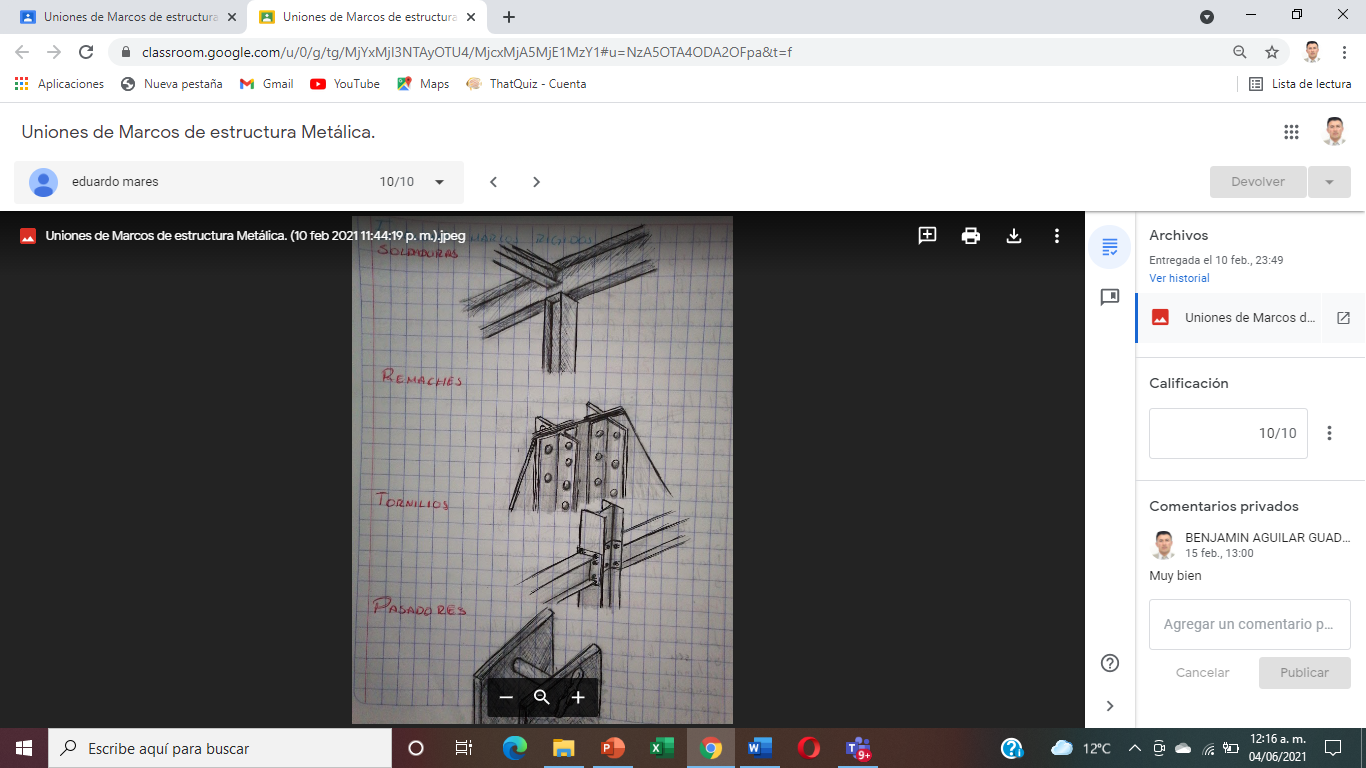 Uniones de Marcos de estructura
Uniones de Marcos de estructura
classroom.google.com/u/0/g/tg/MjYxMjI3NTAyOTU4/MjcxMjA5MjE1MzY1#u=NzA5OTA4ODA2OFpa&t=f
Aplicaciones
Nueva pestaña
Gmail
YouTube
Maps
ThatQuiz - Cuenta
Lista de lectura
Uniones de Marcos de estructura Metálica.
eduardo mares
10/10
Devolver
Uniones de Marcos de estructura Metálica. (10 feb 2021 11:44:19 p. m.).jpeg
RIGIDOS
SOLDADURAS
REMACHES
TORNILLOS
PASADORES
Archivos
Entregada el 10 feb., 23:49
Ver historial
Uniones de Marcos d...
Calificación
10/10
Comentarios privados
BENJAMIN AGUILAR GUAD...
15 feb., 13:00
Muy bien
Agregar un comentario p...
Cancelar
Publicar
Escribe aquí para buscar
9+
12°C
12:16 a. m.
04/06/2021